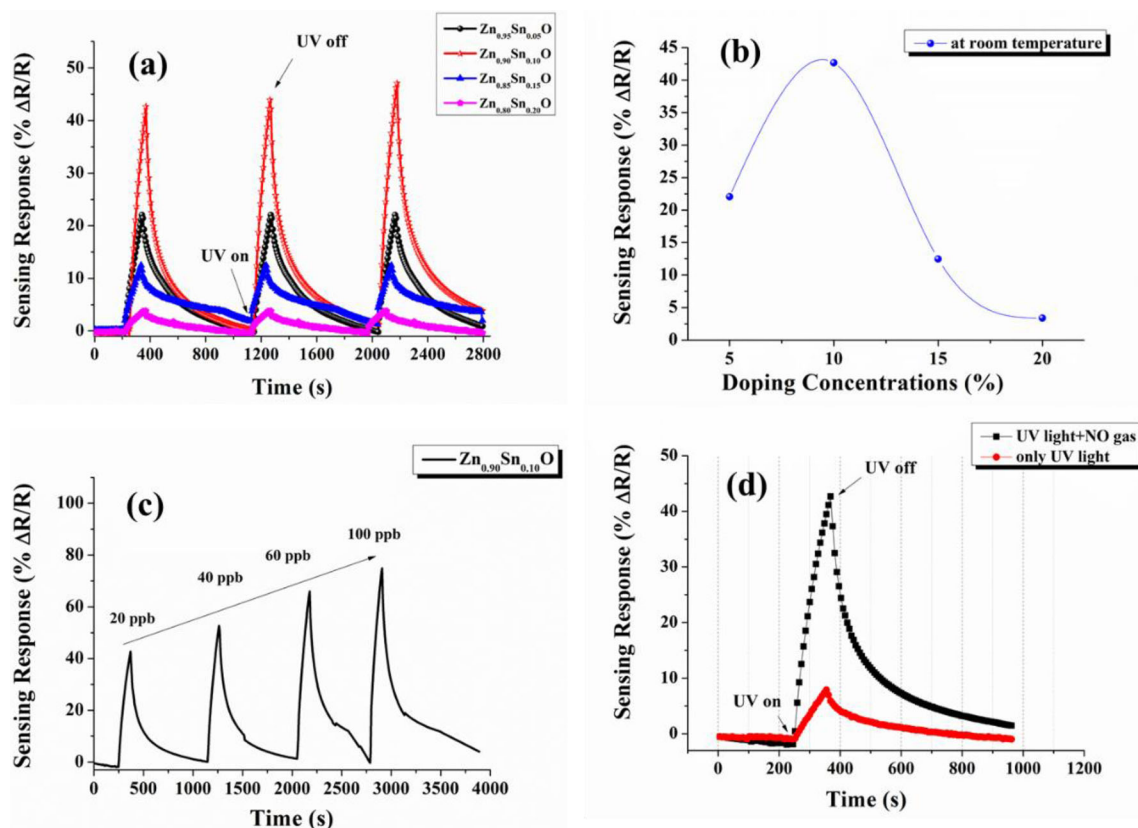 (a)
UV off
UV on
Zn0.95Sn0.05O
Zn0.90Sn0.10O
Zn0.85Sn0.15O
Zn0.80Sn0.20O
Sensing Response (% ΔR/R)
50
40
30
20
10
0
0 400 800 1200 1600 2000 2400 2800
Time (s)
(b)
at room temperature
Sensing Response (% ΔR/R)
45
40
35
30
25
20
15
10
5
0
5 10 15 20
Doping Concentrations (%)
(c)
Zn0.90Sn0.10O
Sensing Response (% ΔR/R)
100
80
60
40
20
0
20 ppb
40 ppb
60 ppb
100 ppb
0 500 1000 1500 2000 2500 3000 3500 4000
Time (s)
(d)
UV light+NO gas
only UV light
UV off
UV on
Sensing Response (% ΔR/R)
50
40
30
20
10
0
0 200 400 600 800 1000 1200
Time (s)